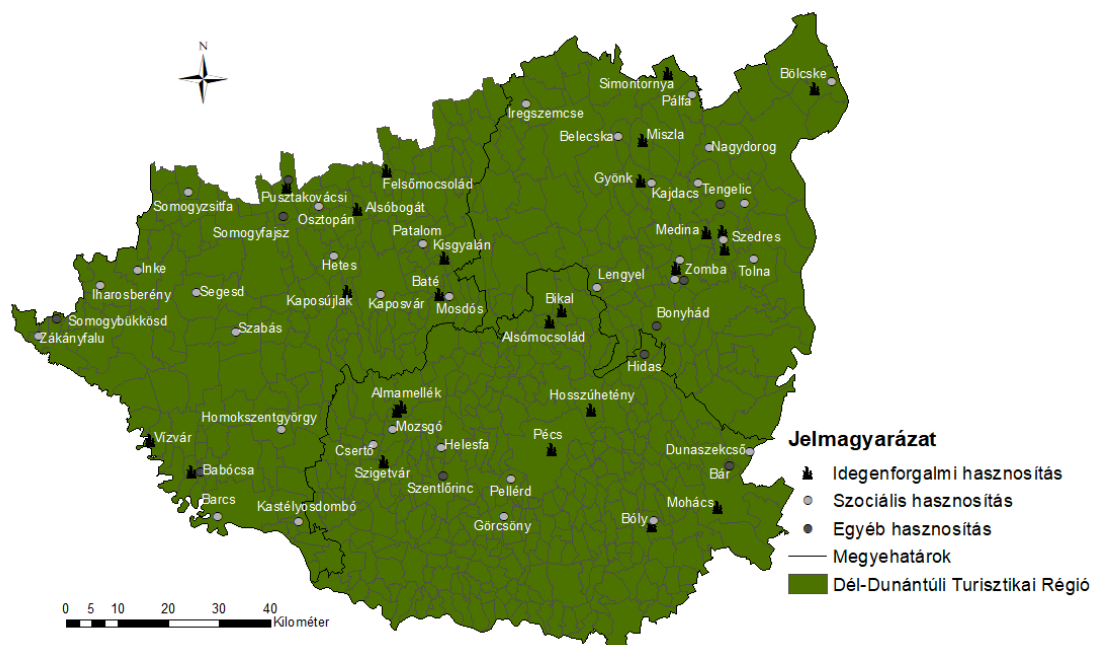 N
Simontornya
Bölcske
Pálfa
Iregszemcse
Belecska
Miszla
Nagydorog
Gyönk
Kajdacs
Tengelic
Felsőmocsolád
Pusztakovácsi
Somogyzsitfa
Alsóbogát
Osztopán
Somogyfajsz
Patalom
Kisgyalán
Medina
Szedres
Hetes
Inke
Lengyel
Zomba
Tolna
Iharosberény
Segesd
Kaposújlak
Kaposvár
Baté
Mosdós
Bikal
Alsómocsolád
Bonyhád
Somogybükkösd
Zákányfalu
Szabás
Hidas
Almamellék
Hosszúhetény
Homokszentgyörgy
Mozsgó
Vízvár
Csertő
Helesfa
Pécs
Dunaszekcső
Babócsa
Szigetvár
Szentlőrinc
Pellérd
Bár
Barcs
Kastélyosdombó
Görcsöny
Bóly
Mohács
Jelmagyarázat
Idegenforgalmi hasznosítás
Szociális hasznosítás
Egyéb hasznosítás
Megyehatárok
Dél-Dunántúli Turisztikai Régió
0 5 10 20 30 40
Kilométer